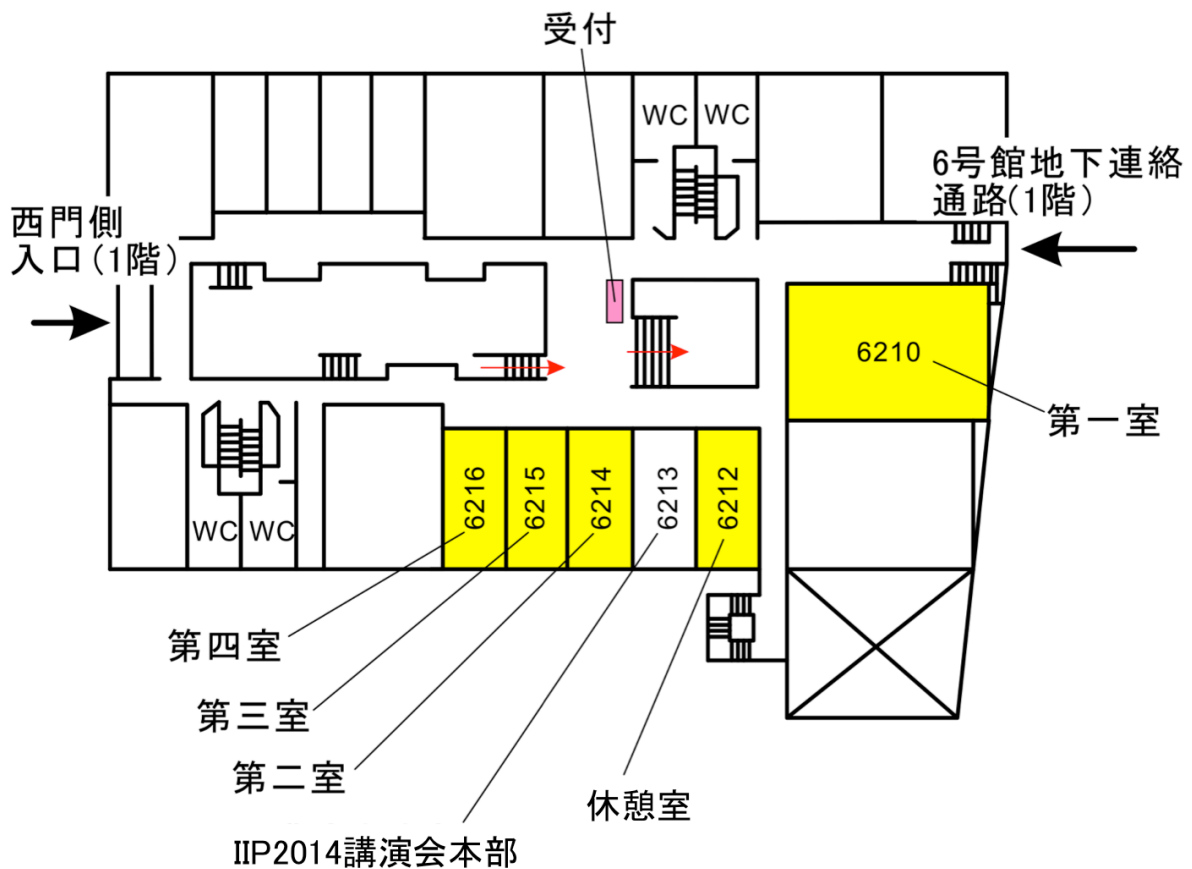 受付
WC
WC
6号館地下連絡
通路(1階)
西門側
入口(1階)
6210
第一室
6216
6215
6214
6213
6212
WC
WC
第四室
第三室
第二室
休憩室
IIP2014講演会本部